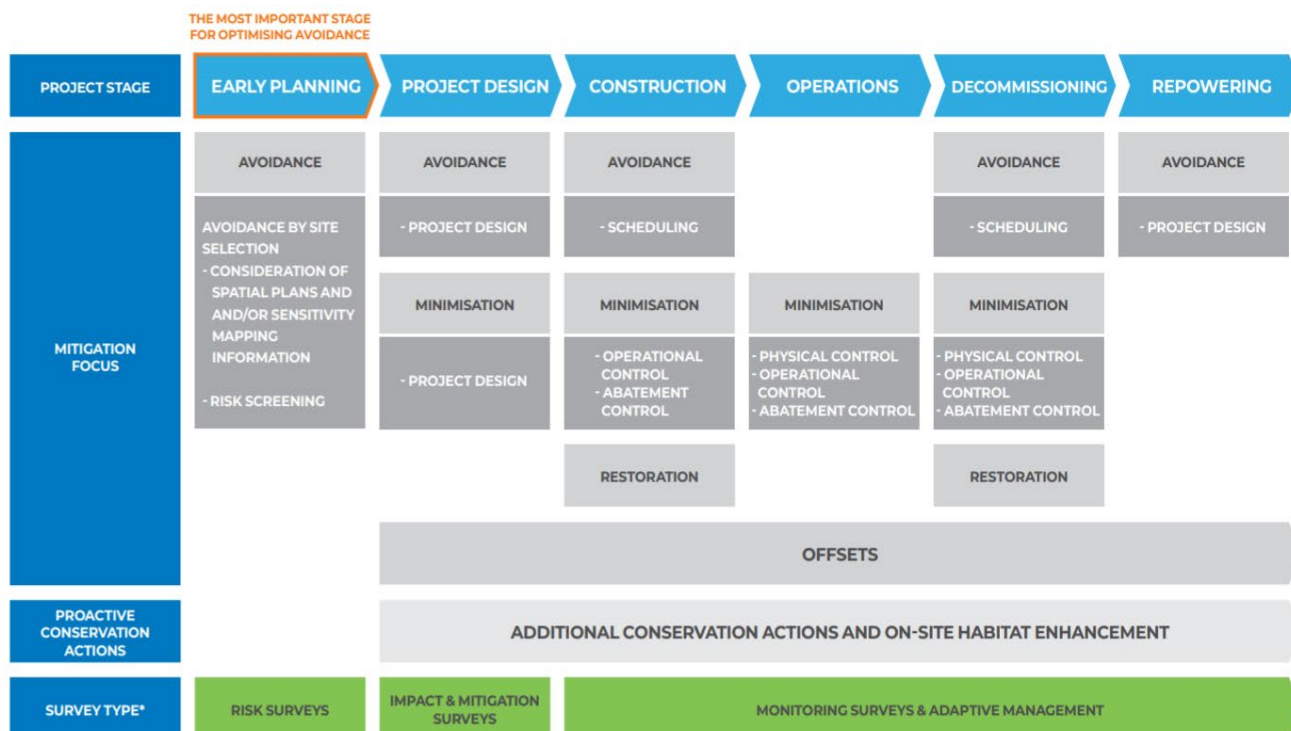 THE MOST IMPORTANT STAGE
FOR OPTIMISING AVOIDANCE
PROJECT STAGE
EARLY PLANNING
PROJECT DESIGN
CONSTRUCTION
OPERATIONS
DECOMMISSIONING
REPOWERING
MITIGATION
FOCUS
AVOIDANCE
AVOIDANCE BY SITE
SELECTION
- CONSIDERATION OF
SPATIAL PLANS AND
AND/OR SENSITIVITY
MAPPING
INFORMATION
- RISK SCREENING
AVOIDANCE
- PROJECT DESIGN
MINIMISATION
- PROJECT DESIGN
AVOIDANCE
- SCHEDULING
MINIMISATION
- OPERATIONAL
CONTROL
- ABATEMENT
CONTROL
RESTORATION
MINIMISATION
- PHYSICAL CONTROL
- OPERATIONAL
CONTROL
- ABATEMENT CONTROL
AVOIDANCE
- SCHEDULING
MINIMISATION
- PHYSICAL CONTROL
- OPERATIONAL
CONTROL
- ABATEMENT CONTROL
RESTORATION
AVOIDANCE
- PROJECT DESIGN
OFFSETS
PROACTIVE
CONSERVATION
ACTIONS
ADDITIONAL CONSERVATION ACTIONS AND ON-SITE HABITAT ENHANCEMENT
SURVEY TYPE*
RISK SURVEYS
IMPACT & MITIGATION
SURVEYS
MONITORING SURVEYS & ADAPTIVE MANAGEMENT